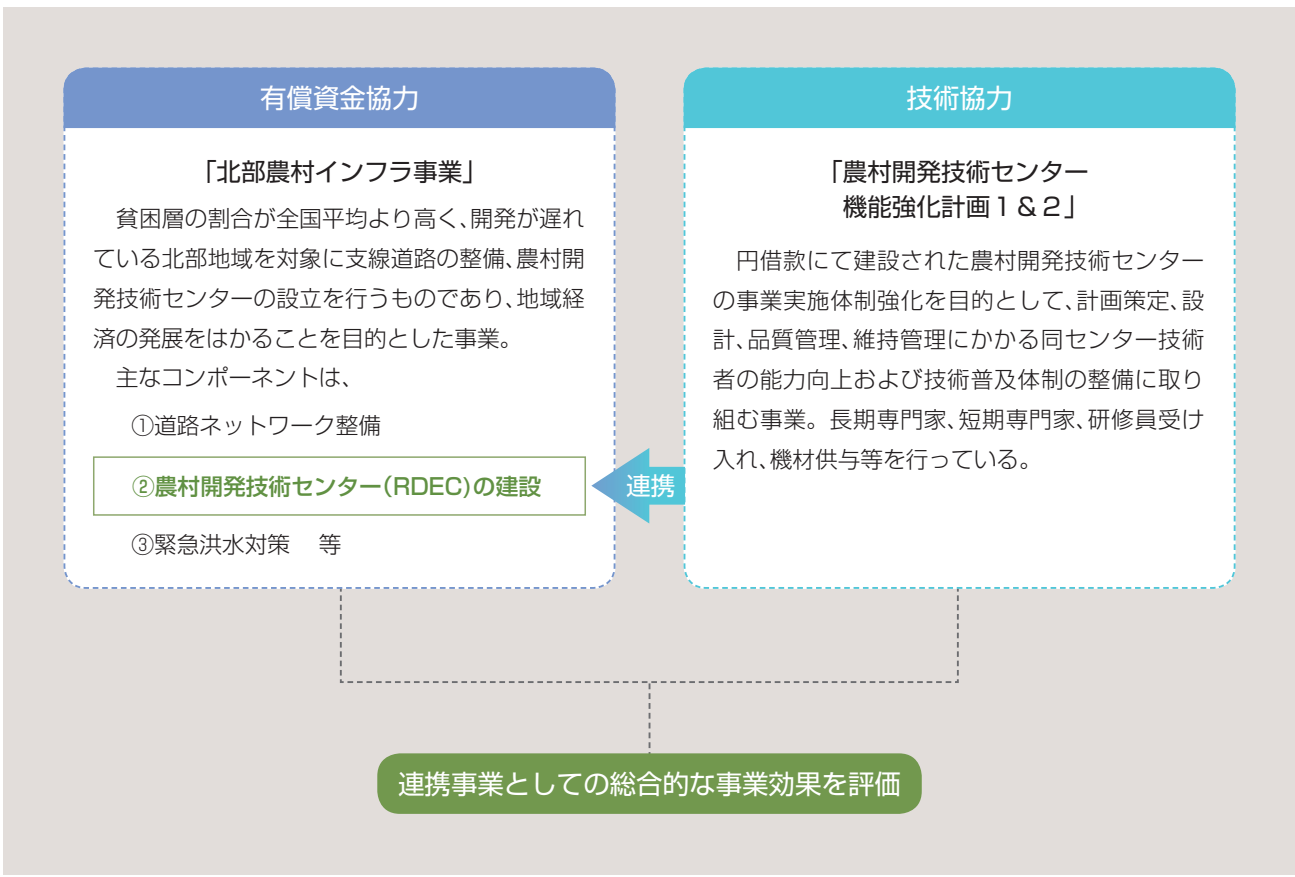 有償資金協力
「北部農村インフラ事業」
貧困層の割合が全国平均より高く、開発が遅れ
ている北部地域を対象に支線道路の整備、農村開
発技術センターの設立を行うものであり、地域経
済の発展をはかることを目的とした事業。
主なコンポーネントは、
①道路ネットワーク整備
②農村開発技術センター(RDEC)の建設
③緊急洪水対策　等
連携
技術協力
「農村開発技術センター
機能強化計画１＆２」
円借款にて建設された農村開発技術センター
の事業実施体制強化を目的として、計画策定、設
計、品質管理、維持管理にかかる同センター技術
者の能力向上および技術普及体制の整備に取り
組む事業。長期専門家、短期専門家、研修員受け
入れ、機材供与等を行っている。
連携事業としての総合的な事業効果を評価